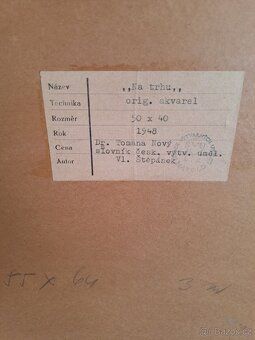 Název ,,Na trhu,,
Technika orig. akvarel
Rozměr 50 x 40
Rok 1948
Cena Dr. Tomana Nový
slovník česk. výtv. uměl.
Autor Vl. Štěpánek
55 x 64